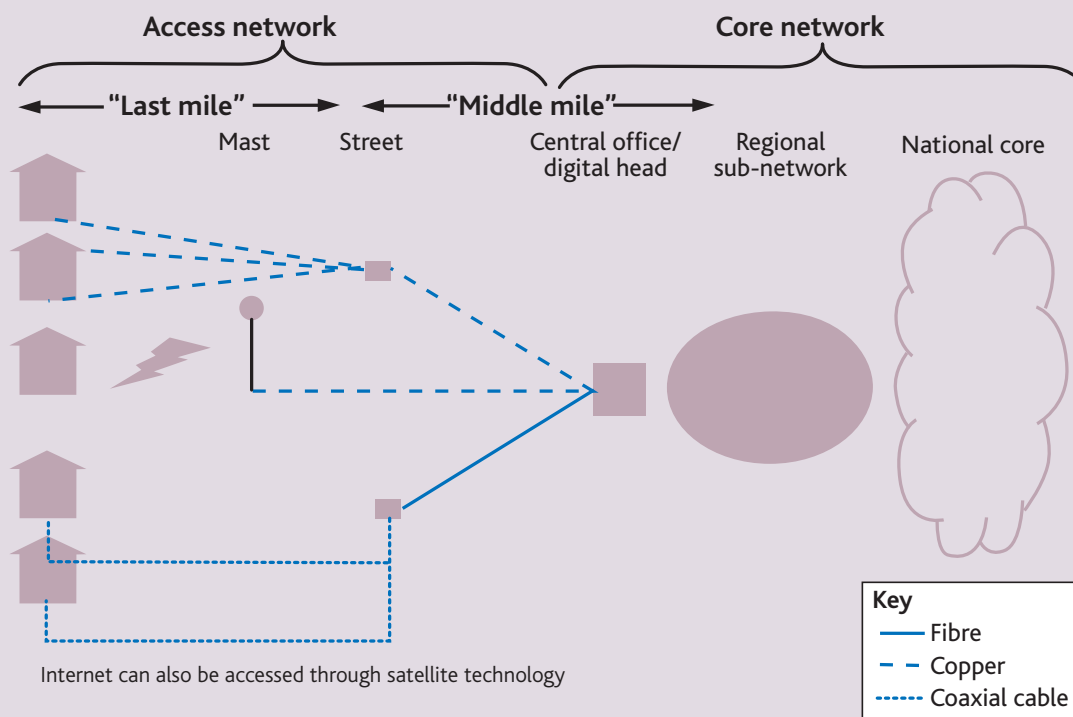 Access network
Core network
“Last mile”
“Middle mile”
Mast
Street
Central office/
digital head
Regional
sub-network
National core
Internet can also be accessed through satellite technology
Key
Fibre
Copper
Coaxial cable